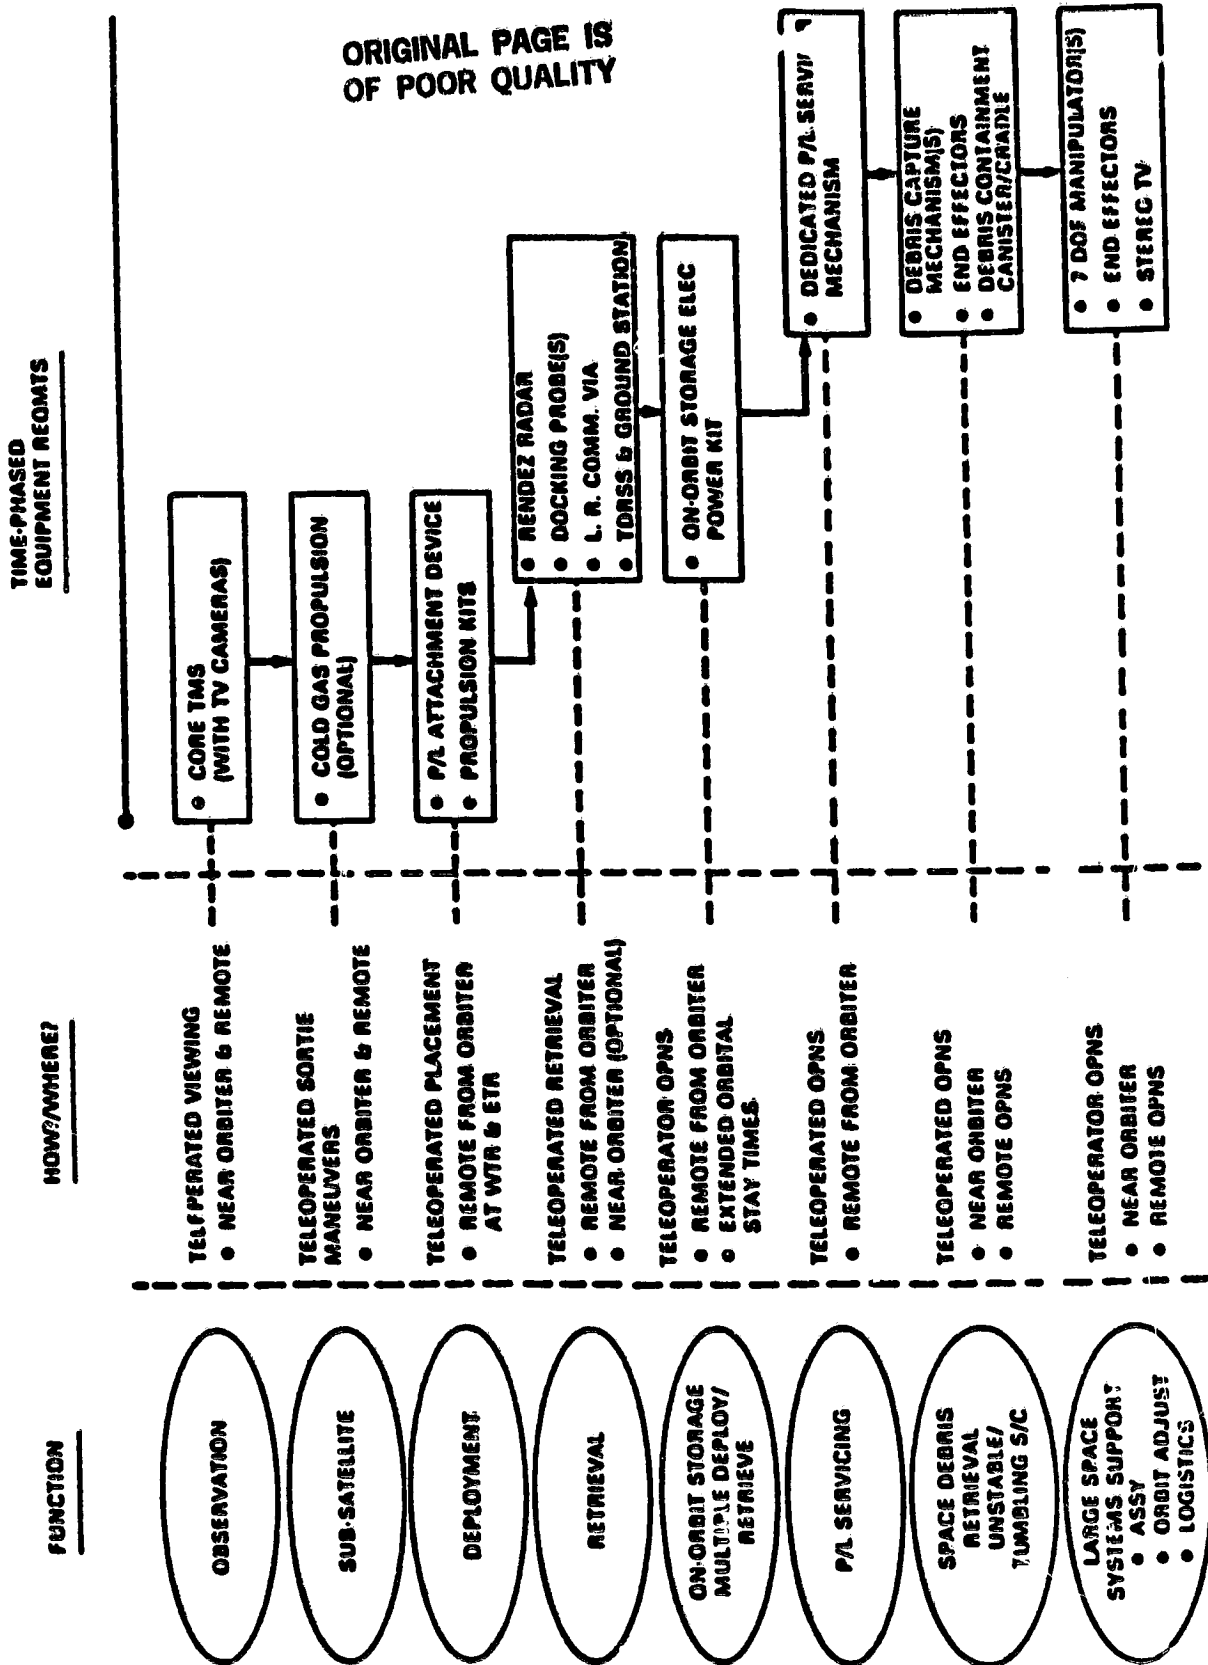 ORIGINAL PAGE IS
OF POOR QUALITY
FUNCTION
HOW?/WHERE?
TIME-PHASED
EQUIPMENT REQMTS
OBSERVATION
TELEPERATED VIEWING
• NEAR ORBITER & REMOTE
• CORE TMS
(WITH TV CAMERAS)
SUB-SATELLITE
TELEOPERATED SORTIE
MANEUVERS
• NEAR ORBITER & REMOTE
• COLD GAS PROPULSION
(OPTIONAL)
DEPLOYMENT
TELEOPERATED PLACEMENT
• REMOTE FROM ORBITER
AT WTR & ETR
• P/L ATTACHMENT DEVICE
• PROPULSION KITS
RETRIEVAL
TELEOPERATED RETRIEVAL
• REMOTE FROM ORBITER
• NEAR ORBITER (OPTIONAL)
• RENDEZ RADAR
• DOCKING PROBE(S)
• L. R. COMM. VIA
• TDRSS & GROUND STATION
ON-ORBIT STORAGE
MULTIPLE DEPLOY/
RETRIEVE
TELEOPERATOR OPNS
• REMOTE FROM ORBITER
• EXTENDED ORBITAL
STAY TIMES
• ON-ORBIT STORAGE ELEC
POWER KIT
P/L SERVICING
TELEOPERATED OPNS
• REMOTE FROM ORBITER
• DEDICATED P/L SERV
MECHANISM
SPACE DEBRIS
RETRIEVAL
UNSTABLE/
TUMBLING S/C
TELEOPERATED OPNS
• NEAR ORBITER
• REMOTE OPNS
• DEBRIS CAPTURE
MECHANISM(S)
• END EFFECTORS
• DEBRIS CONTAINMENT
CANISTER/CRADLE
LARGE SPACE
SYSTEMS SUPPORT
• ASSY
• ORBIT ADJUST
• LOGISTICS
TELEOPERATOR OPNS
• NEAR ORBITER
• REMOTE OPNS
• 7 DOF MANIPULATOR(S)
• END EFFECTORS
• STEREO TV